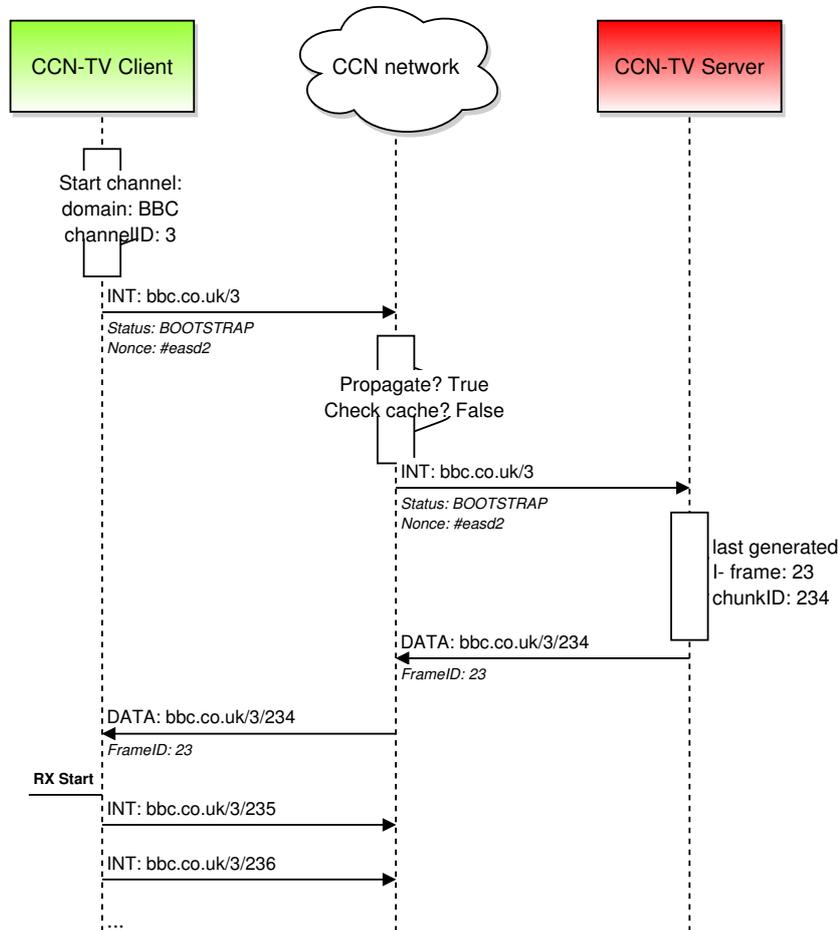 CCN-TV Client
CCN network
CCN-TV Server
Start channel:
domain: BBC
channelID: 3
INT: bbc.co.uk/3
Status: BOOTSTRAP
Nonce: #easd2
Propagate? True
Check cache? False
INT: bbc.co.uk/3
Status: BOOTSTRAP
Nonce: #easd2
last generated
I- frame: 23
chunkID: 234
DATA: bbc.co.uk/3/234
FrameID: 23
DATA: bbc.co.uk/3/234
FrameID: 23
RX Start
INT: bbc.co.uk/3/235
INT: bbc.co.uk/3/236
...